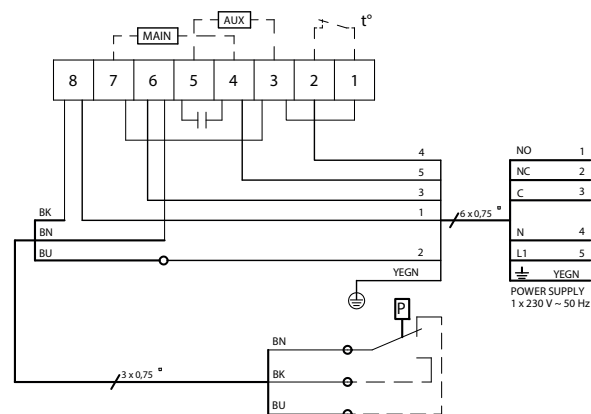 t°
AUX
MAIN
8 7 6 5 4 3 2 1
4
5
3
1
2
YEGN
6 x 0,75 ¤
BK
BN
BU
NO 1
NC 2
C 3
N 4
L1 5
YEGN
POWER SUPPLY
1 x 230 V ~ 50 Hz
P
BN
BK
BU
3 x 0,75 ¤